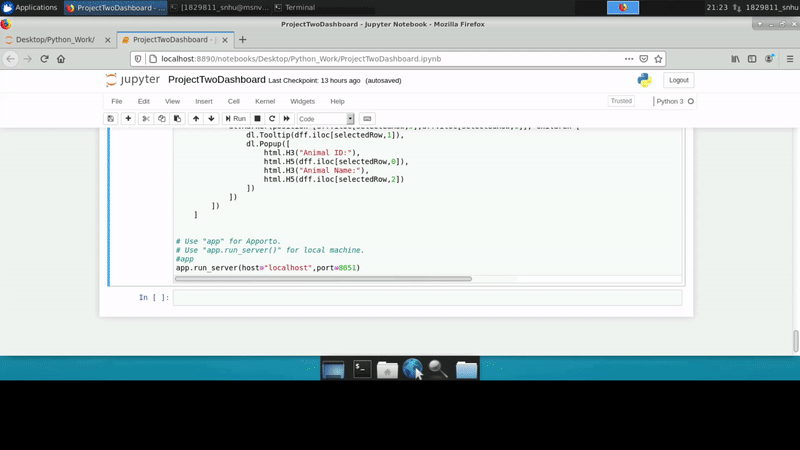 Applications
ProjectTwoDashboard - ...
[1829811_snhu@msnv...
Terminal
21:23
1829811_snhu
ProjectTwoDashboard - Jupyter Notebook - Mozilla Firefox
Desktop/Python_Work/
ProjectTwoDashboard - J
localhost:8890/notebooks/Desktop/Python_Work/ProjectTwoDashboard.ipynb
jupyter ProjectTwoDashboard Last Checkpoint: 13 hours ago (autosaved)
Logout
File Edit View Insert Cell Kernel Widgets Help
Trusted
Python 3
Run
Code
dl.Tooltip(dff.iloc[selectedRow,1]),
dl.Popup([
html.H3("Animal ID:"),
html.H5(dff.iloc[selectedRow,0]),
html.H3("Animal Name:"),
html.H5(dff.iloc[selectedRow,2])
])
])
])
]
# Use "app" for Apporto.
# Use "app.run_server()" for local machine.
#app
app.run_server(host="localhost",port=8051)
In [ ]: